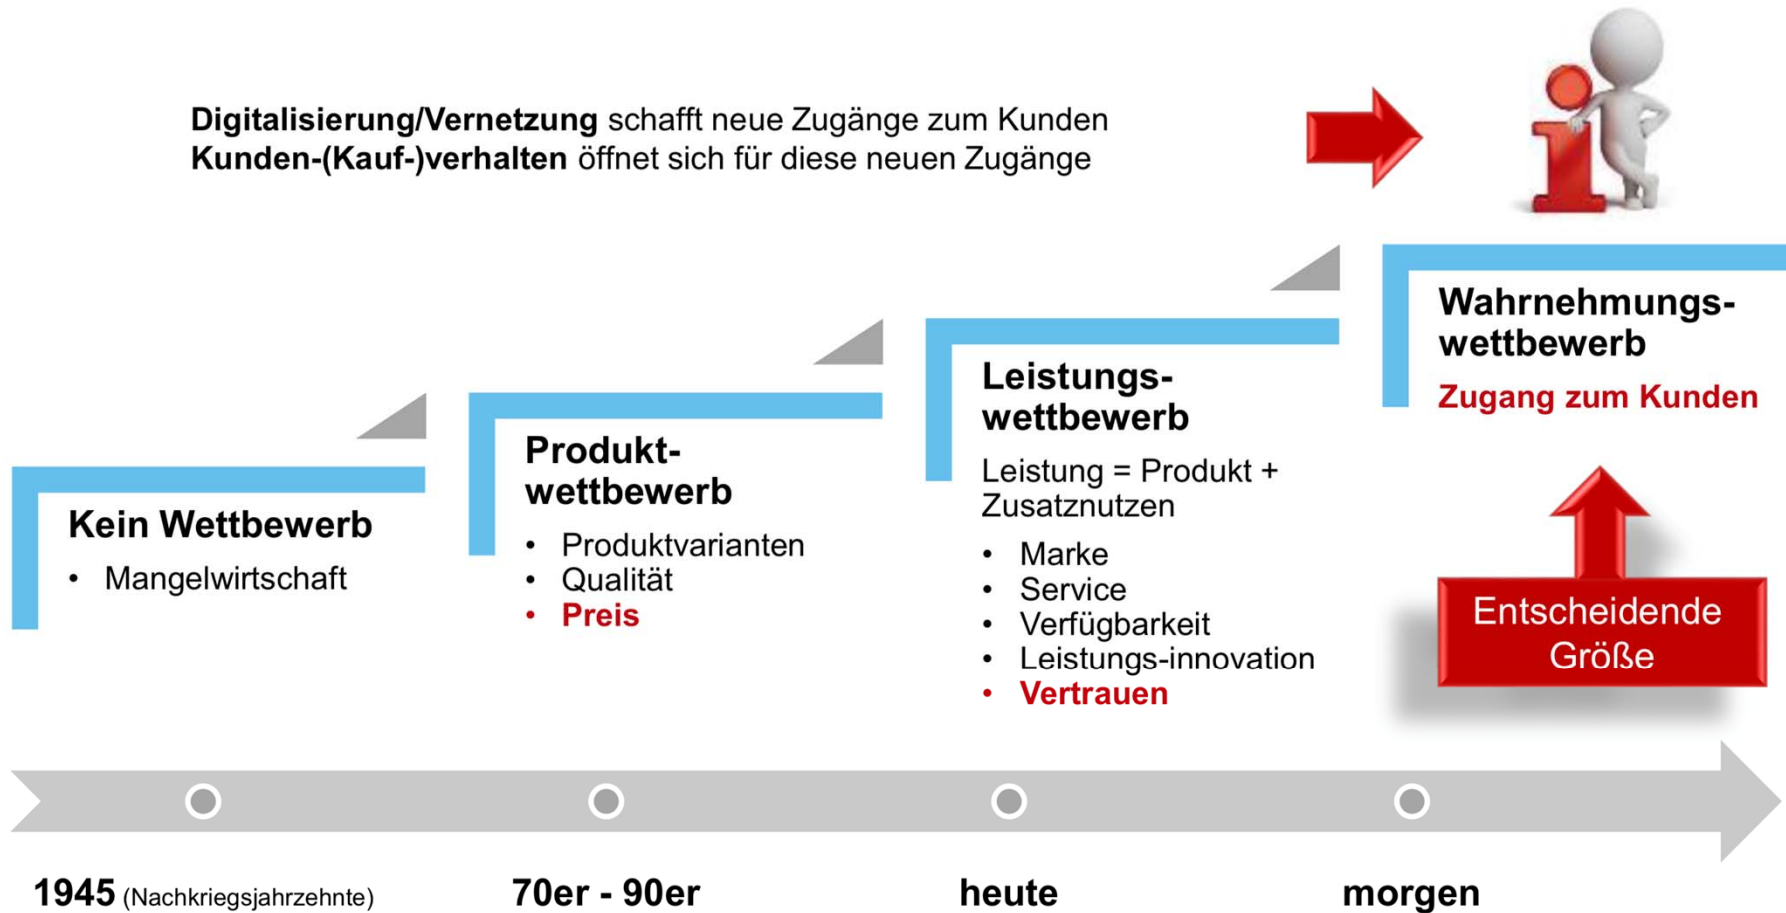 Digitalisierung/Vernetzung schafft neue Zugänge zum Kunden
Kunden-(Kauf-)verhalten öffnet sich für diese neuen Zugänge
Kein Wettbewerb
• Mangelwirtschaft
Produkt-
wettbewerb
• Produktvarianten
• Qualität
• Preis
Leistungs-
wettbewerb
Leistung = Produkt +
Zusatznutzen
• Marke
• Service
• Verfügbarkeit
• Leistungs-innovation
• Vertrauen
Wahrnehmungs-
wettbewerb
Zugang zum Kunden
Entscheidende
Größe
1945 (Nachkriegsjahrzehnte)
70er - 90er
heute
morgen